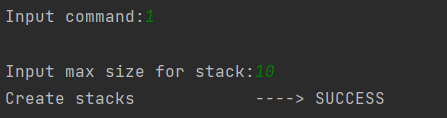 Input command:1
Input max size for stack:10
Create stacks            ----> SUCCESS